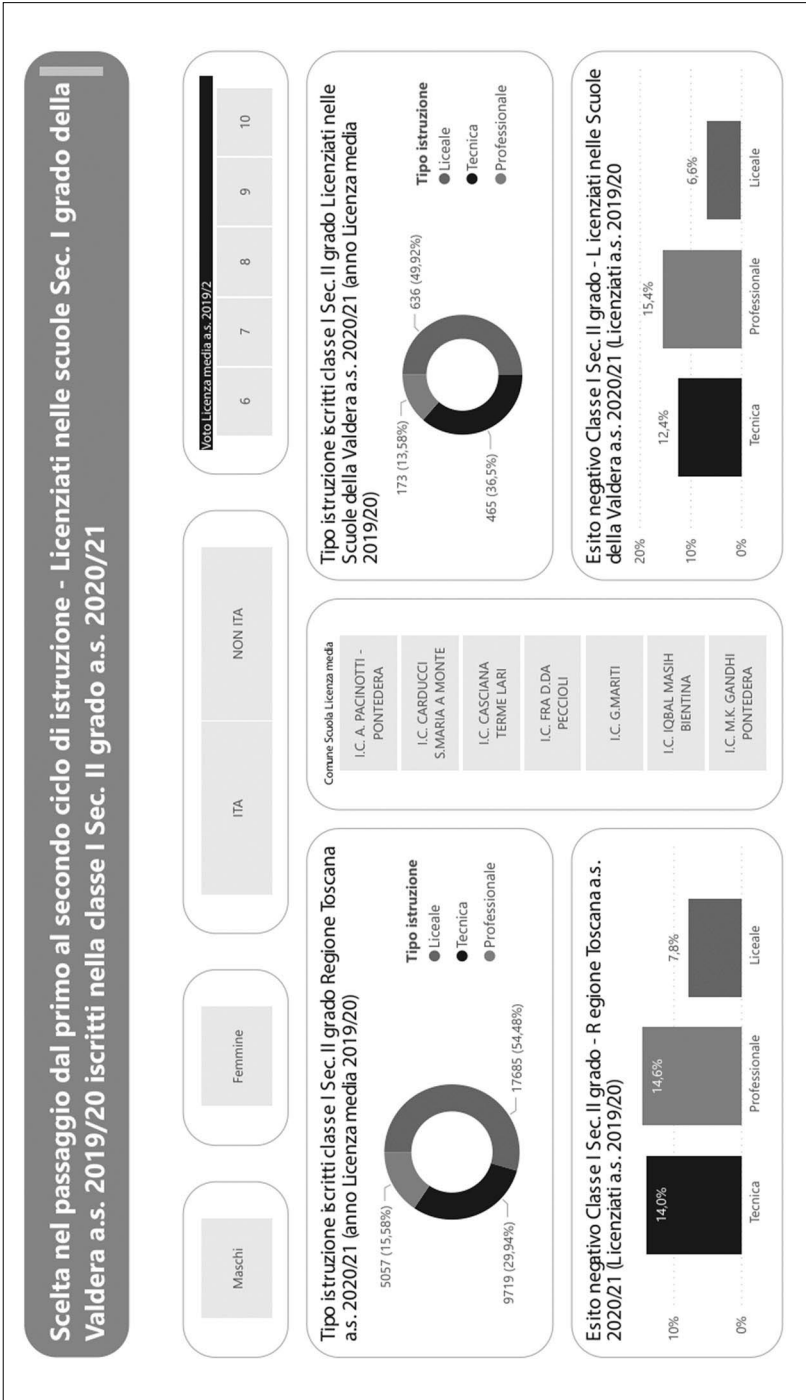 Scelta nel passaggio dal primo al secondo ciclo di istruzione - Licenziati nelle scuole Sec. I grado della
Valdera a.s. 2019/20 iscritti nella classe I Sec. II grado a.s. 2020/21
Maschi
Femmine
ITA
NON ITA
Voto Licenza media a.s. 2019/2
6
7
8
9
10
Tipo istruzione iscritti classe I Sec. II grado Regione Toscana
a.s. 2020/21 (anno Licenza media 2019/20)
5057 (15,58%)
9719 (29,94%)
17685 (54,48%)
Tipo istruzione
Liceale
Tecnica
Professionale
Comune Scuola Licenza media
I.C. A. PACINOTTI -
PONTEDERA
I.C. CARDUCCI
S.MARIA A MONTE
I.C. CASCIANA
TERME LARI
I.C. FRA D.DA
PECCIOLI
I.C. G.MARITI
I.C. IQBAL MASIH
BIENTINA
I.C. M.K. GANDHI
PONTEDERA
Tipo istruzione iscritti classe I Sec. II grado Licenziati nelle
Scuole della Valdera a.s. 2020/21 (anno Licenza media
2019/20)
173 (13,58%)
465 (36,5%)
636 (49,92%)
Tipo istruzione
Liceale
Tecnica
Professionale
Esito negativo Classe I Sec. II grado - Regione Toscana a.s.
2020/21 (Licenziati a.s. 2019/20)
10%
0%
14,0%
14,6%
7,8%
Tecnica
Professionale
Liceale
Esito negativo Classe I Sec. II grado - Licenziati nelle Scuole
della Valdera a.s. 2020/21 (Licenziati a.s. 2019/20
20%
10%
0%
12,4%
15,4%
6,6%
Tecnica
Professionale
Liceale